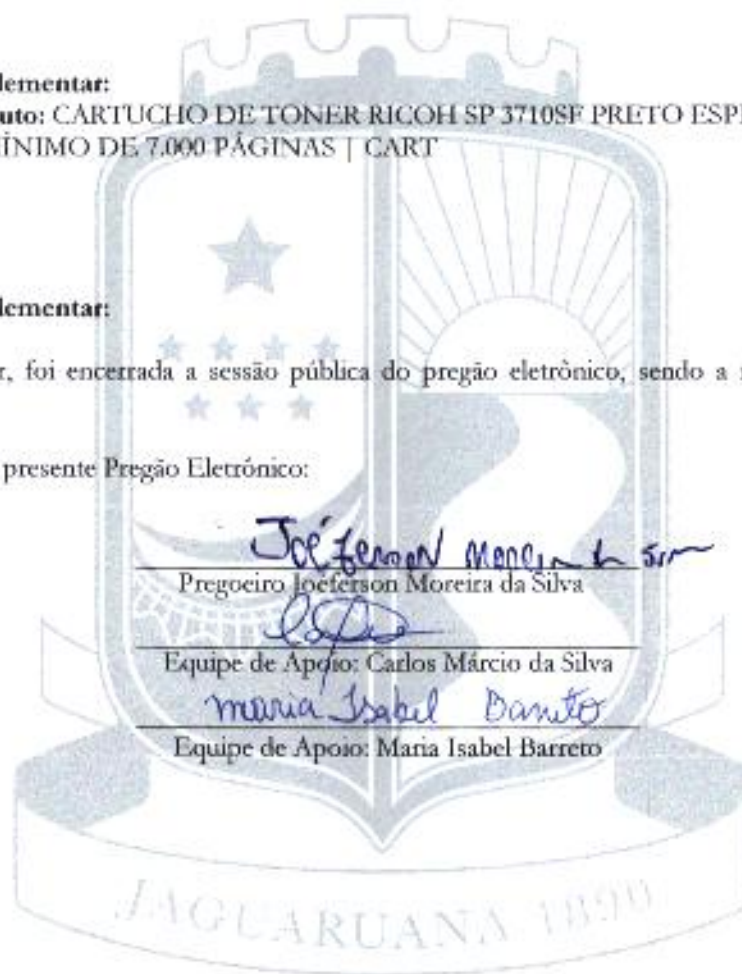 lementar:
uto: CARTUCHO DE TONER RICOH SP 3710SF PRETO ESP
ÍNIMO DE 7.000 PÁGINAS | CART
lementar:
r, foi encerrada a sessão pública do pregão eletrônico, sendo a
presente Pregão Eletrônico:
Joéferson Moreira da Silva
Pregoeiro Joeferson Moreira da Silva
Equipe de Apoio: Carlos Márcio da Silva
Maria Isabel Barreto
Equipe de Apoio: Maria Isabel Barreto
JAGUARUANA 1890